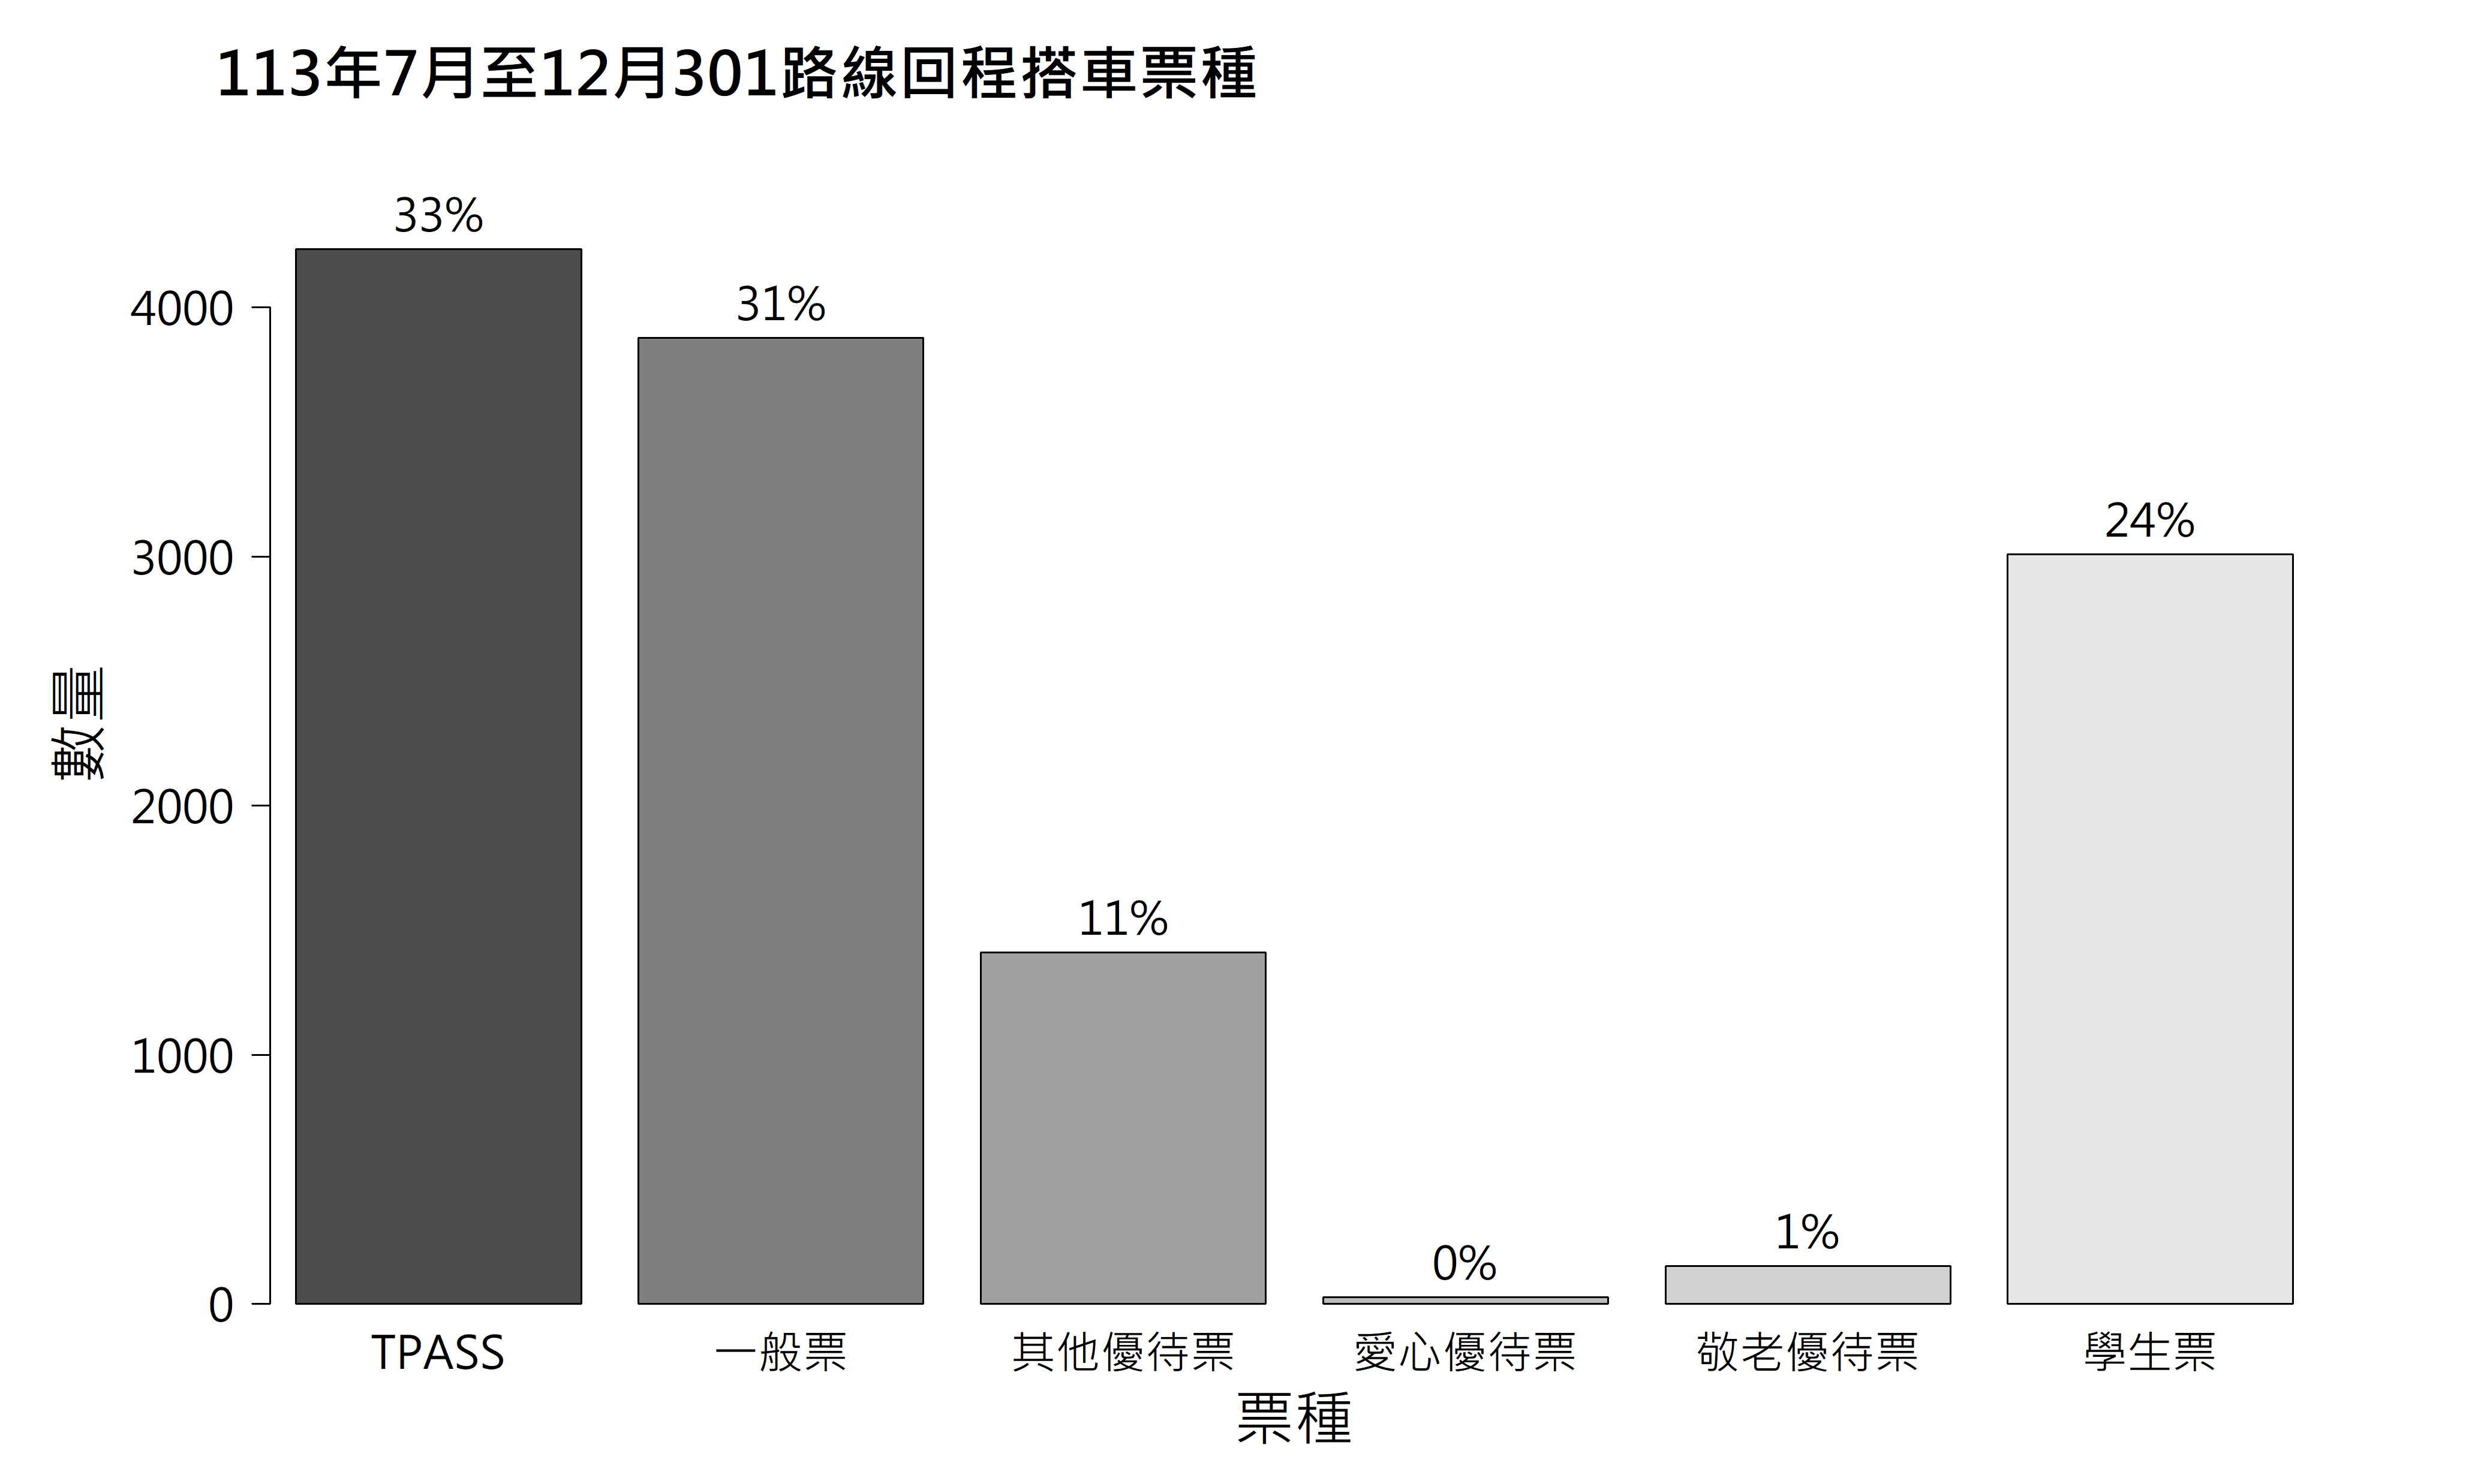 113年7月至12月301路線回程搭車票種
33%
31%
11%
0%
1%
24%
4000
3000
2000
1000
0
數量
TPASS
一般票
其他優待票
愛心優待票
敬老優待票
學生票
票種